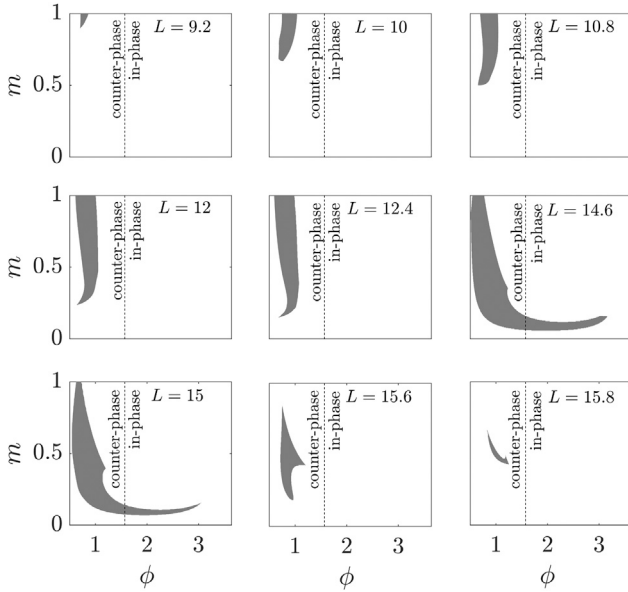 1
L = 9.2
L = 10
L = 10.8
m
0.5
counter-phase
in-phase
counter-phase
in-phase
counter-phase
in-phase
0
1
L = 12
L = 12.4
L = 14.6
m
0.5
counter-phase
in-phase
counter-phase
in-phase
counter-phase
in-phase
0
1
L = 15
L = 15.6
L = 15.8
m
0.5
counter-phase
in-phase
counter-phase
in-phase
counter-phase
in-phase
0
1 2 3 1 2 3 1 2 3
ϕ ϕ ϕ